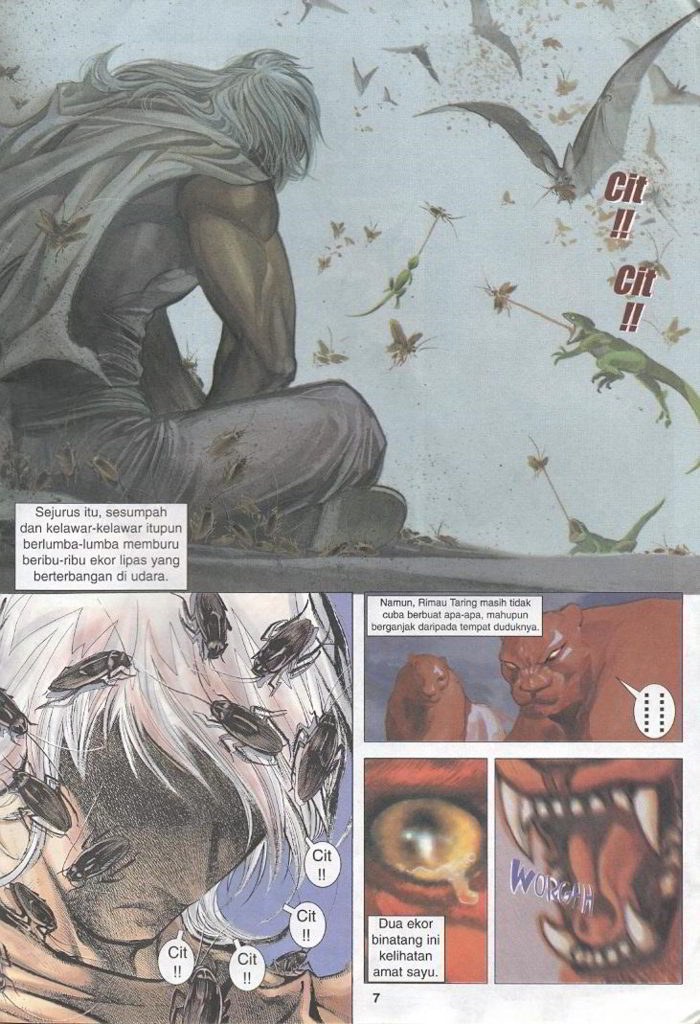 Cit
!!
Cit
!!
Sejurus itu, sesumpah
dan kelawar-kelawar itupun
berlumba-lumba memburu
beribu-ribu ekor lipas yang
berterbangan di udara.
Cit
!!
Cit
!!
Cit
!!
Cit
!!
Namun, Rimau Taring masih tidak
cuba berbuat apa-apa, mahupun
berganjak daripada tempat duduknya.
Dua ekor
binatang ini
kelihatan
amat sayu.
WORGHH
7